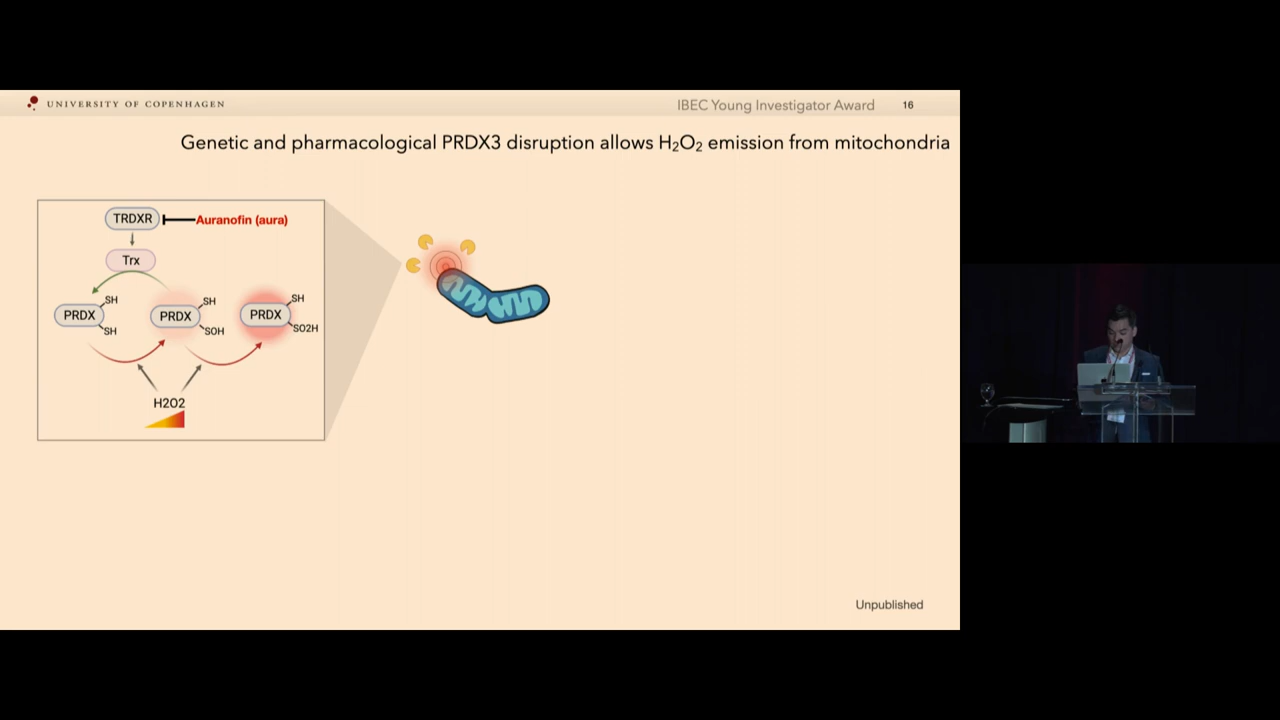 UNIVERSITY OF COPENHAGEN
IBEC Young Investigator Award 16
Genetic and pharmacological PRDX3 disruption allows H₂O₂ emission from mitochondria
TRDXR
Auranofin (aura)
Trx
PRDX
SH
SH
PRDX
SH
SOH
PRDX
SH
SO2H
H2O2
Unpublished